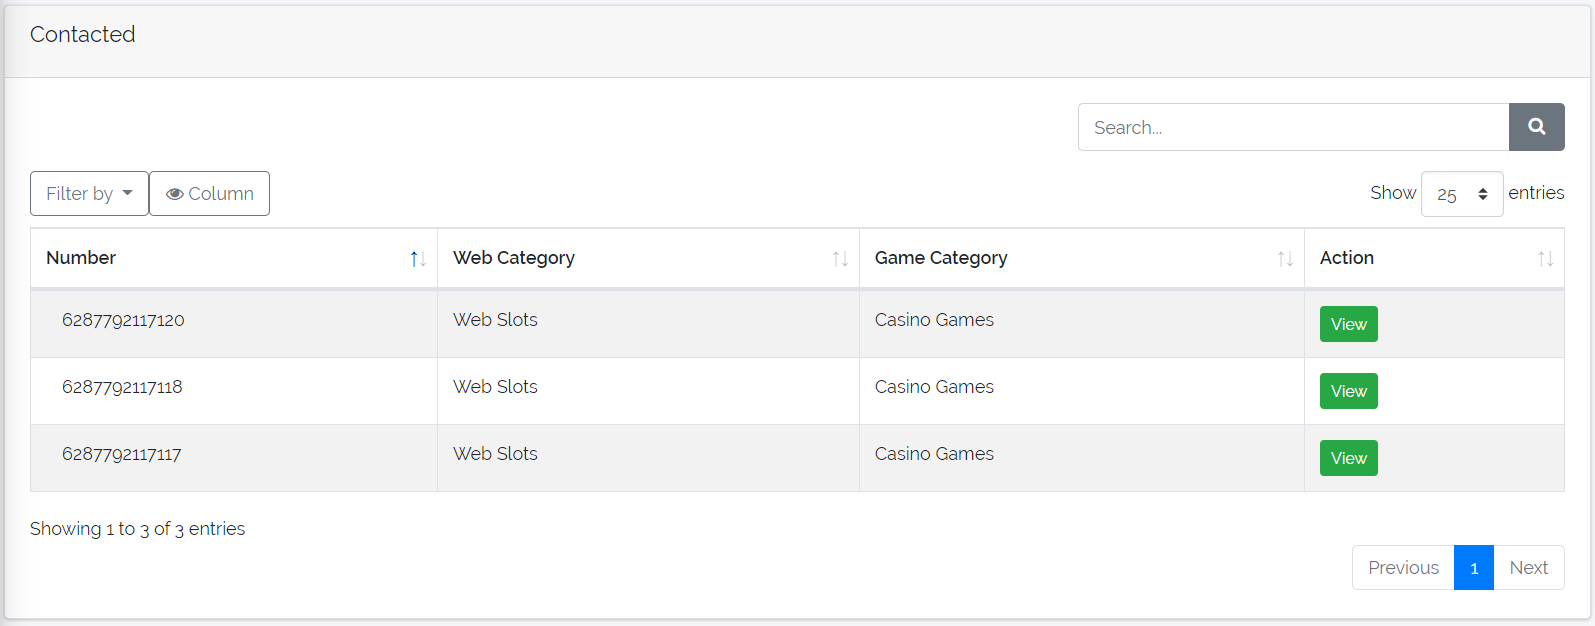 Contacted
Search...
Filter by Column Show 25 entries
Number Web Category Game Category Action
6287792117120 Web Slots Casino Games View
6287792117118 Web Slots Casino Games View
6287792117117 Web Slots Casino Games View
Showing 1 to 3 of 3 entries
Previous 1 Next